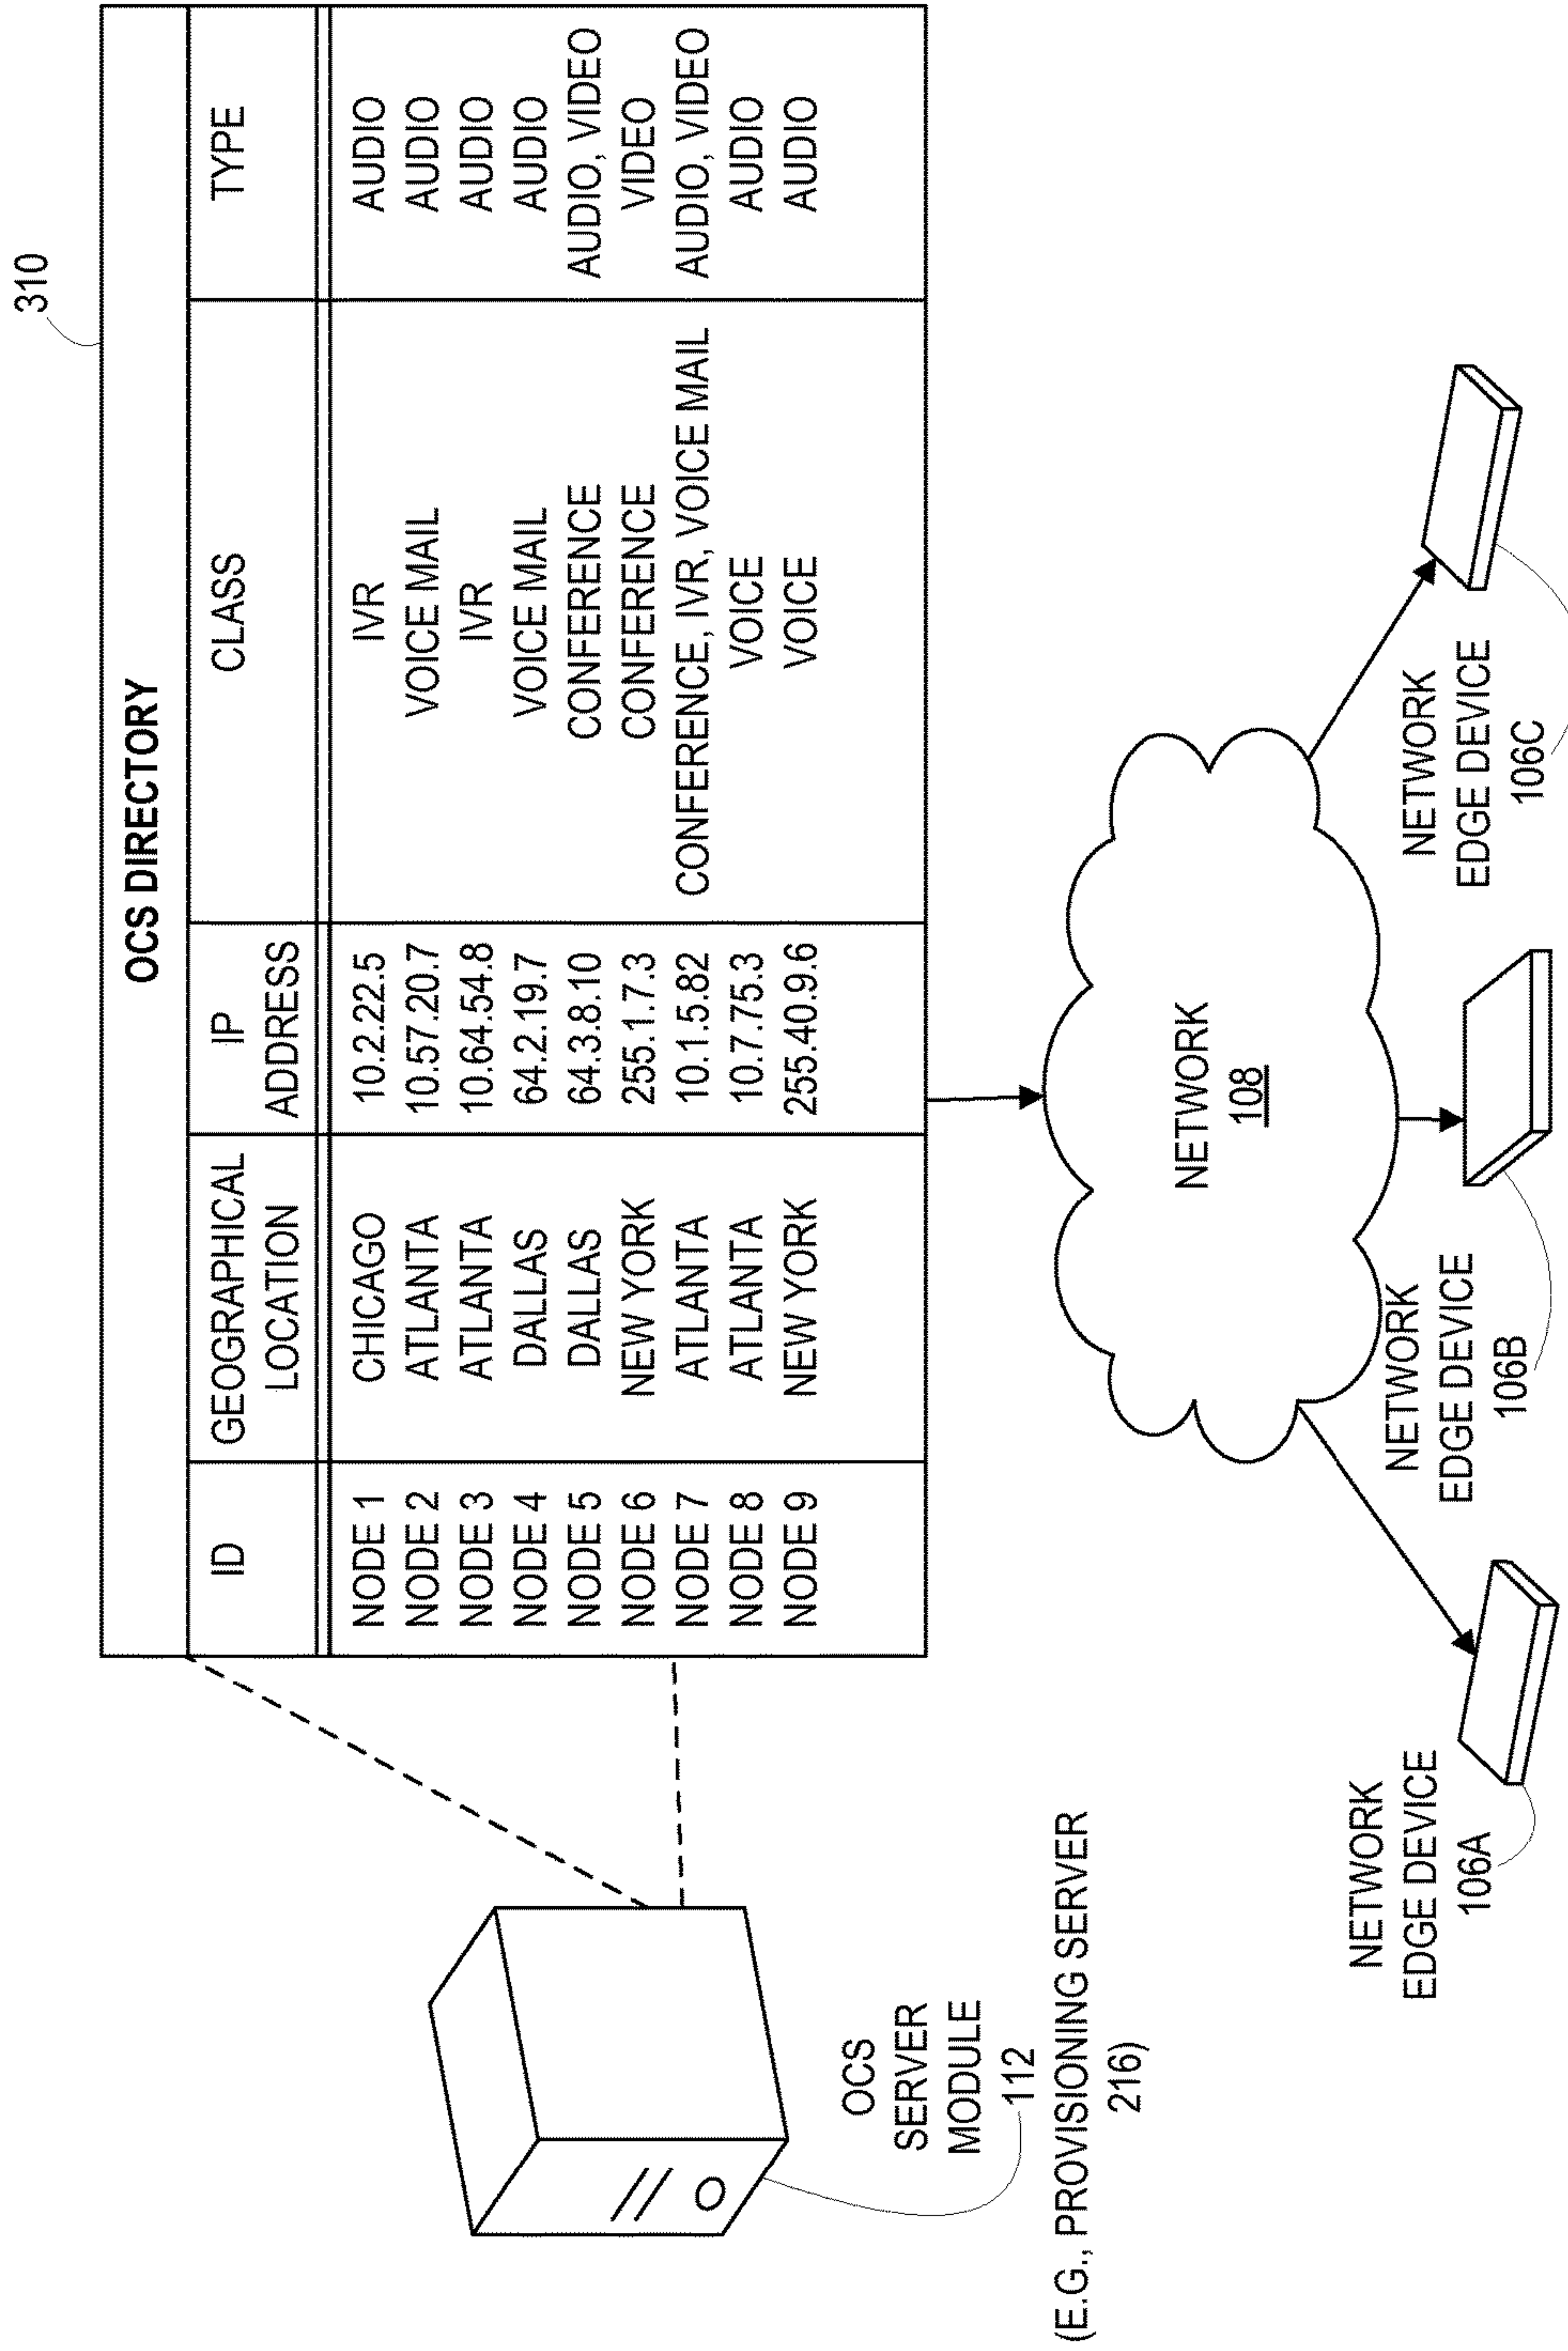 310
OCS DIRECTORY
ID GEOGRAPHICAL LOCATION IP ADDRESS CLASS TYPE
NODE 1 CHICAGO 10.2.22.5 IVR AUDIO
NODE 2 ATLANTA 10.57.20.7 VOICE MAIL AUDIO
NODE 3 ATLANTA 10.64.54.8 IVR AUDIO
NODE 4 DALLAS 64.2.19.7 VOICE MAIL AUDIO
NODE 5 DALLAS 64.3.8.10 CONFERENCE AUDIO, VIDEO
NODE 6 NEW YORK 255.1.7.3 CONFERENCE VIDEO
NODE 7 ATLANTA 10.1.5.82 CONFERENCE, IVR, VOICE MAIL AUDIO, VIDEO
NODE 8 ATLANTA 10.7.75.3 VOICE AUDIO
NODE 9 NEW YORK 255.40.9.6 VOICE AUDIO
OCS
SERVER
MODULE
112
(E.G., PROVISIONING SERVER
216)
NETWORK
108
NETWORK
EDGE DEVICE
106A
NETWORK
EDGE DEVICE
106B
NETWORK
EDGE DEVICE
106C